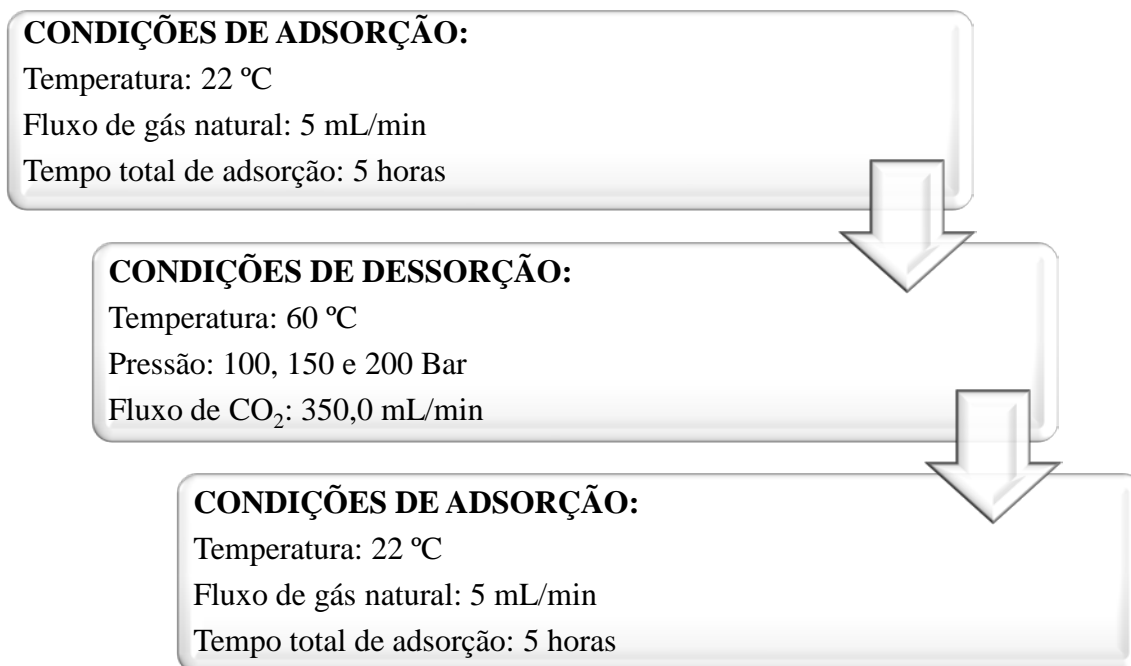 CONDIÇÕES DE ADSORÇÃO:
Temperatura: 22 ºC
Fluxo de gás natural: 5 mL/min
Tempo total de adsorção: 5 horas
CONDIÇÕES DE DESSORÇÃO:
Temperatura: 60 ºC
Pressão: 100, 150 e 200 Bar
Fluxo de CO₂: 350,0 mL/min
CONDIÇÕES DE ADSORÇÃO:
Temperatura: 22 ºC
Fluxo de gás natural: 5 mL/min
Tempo total de adsorção: 5 horas